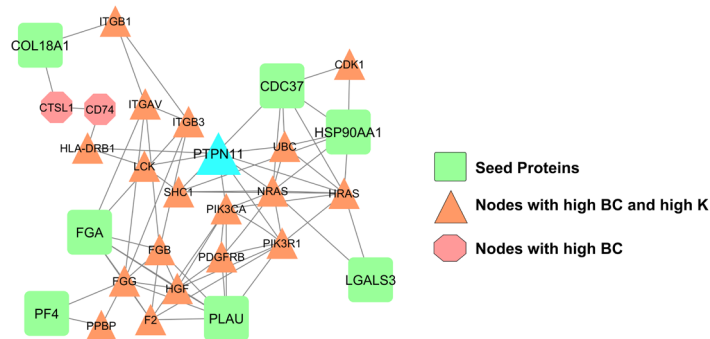 ITGB1
COL18A1
CDK1
CDC37
CTSL1
CD74
ITGAV
ITGB3
HSP90AA1
HLA-DRB1
PTPN11
UBC
LCK
SHC1
NRAS
HRAS
PIK3CA
FGA
FGB
PIK3R1
PDGFRB
FGG
HGF
LGALS3
PF4
PPBP
F2
PLAU
Seed Proteins
Nodes with high BC and high K
Nodes with high BC